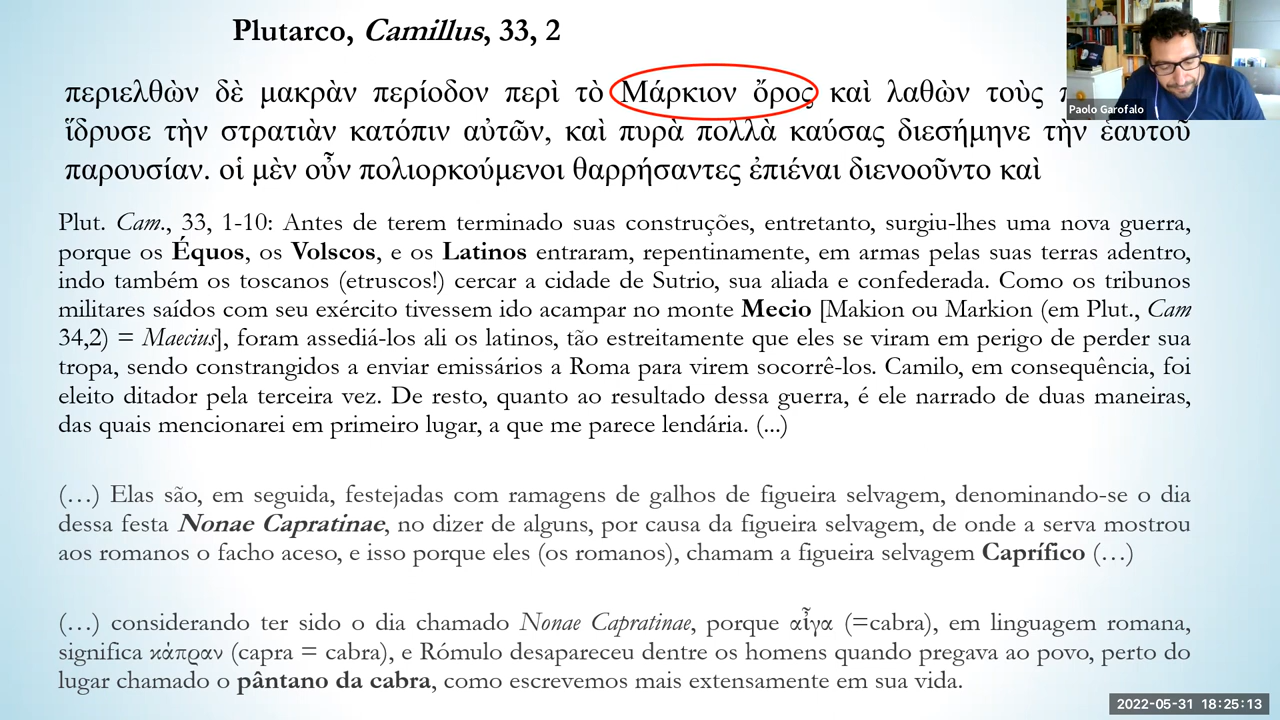 Plutarco, Camillus, 33, 2
περιελθὼν δὲ μακρὰν περίοδον περὶ τὸ Μάρκιον ὄρος καὶ λαθὼν τοὺς
Paolo Garofalo
ἵδρυσε τὴν στρατιὰν κατόπιν αὐτῶν, καὶ πυρὰ πολλὰ καύσας διεσήμηνε τὴν ἑαυτοῦ
παρουσίαν. οἱ μὲν οὖν πολιορκούμενοι θαρρήσαντες ἐπιέναι διενοοῦντο καὶ
Plut. Cam., 33, 1-10: Antes de terem terminado suas construções, entretanto, surgiu-lhes uma nova guerra,
porque os Équos, os Volscos, e os Latinos entraram, repentinamente, em armas pelas suas terras adentro,
indo também os toscanos (etruscos!) cercar a cidade de Sutrio, sua aliada e confederada. Como os tribunos
militares saídos com seu exército tivessem ido acampar no monte Mecio [Makion ou Markion (em Plut., Cam
34,2) = Maecius], foram assediá-los ali os latinos, tão estreitamente que eles se viram em perigo de perder sua
tropa, sendo constrangidos a enviar emissários a Roma para virem socorrê-los. Camilo, em consequência, foi
eleito ditador pela terceira vez. De resto, quanto ao resultado dessa guerra, é ele narrado de duas maneiras,
das quais mencionarei em primeiro lugar, a que me parece lendária. (...)
(…) Elas são, em seguida, festejadas com ramagens de galhos de figueira selvagem, denominando-se o dia
dessa festa Nonae Capratinae, no dizer de alguns, por causa da figueira selvagem, de onde a serva mostrou
aos romanos o facho aceso, e isso porque eles (os romanos), chamam a figueira selvagem Caprífico (…)
(…) considerando ter sido o dia chamado Nonae Capratinae, porque αἶγα (=cabra), em linguagem romana,
significa κάπραν (capra = cabra), e Rómulo desapareceu dentre os homens quando pregava ao povo, perto do
lugar chamado o pântano da cabra, como escrevemos mais extensamente em sua vida.
2022-05-31 18:25:13